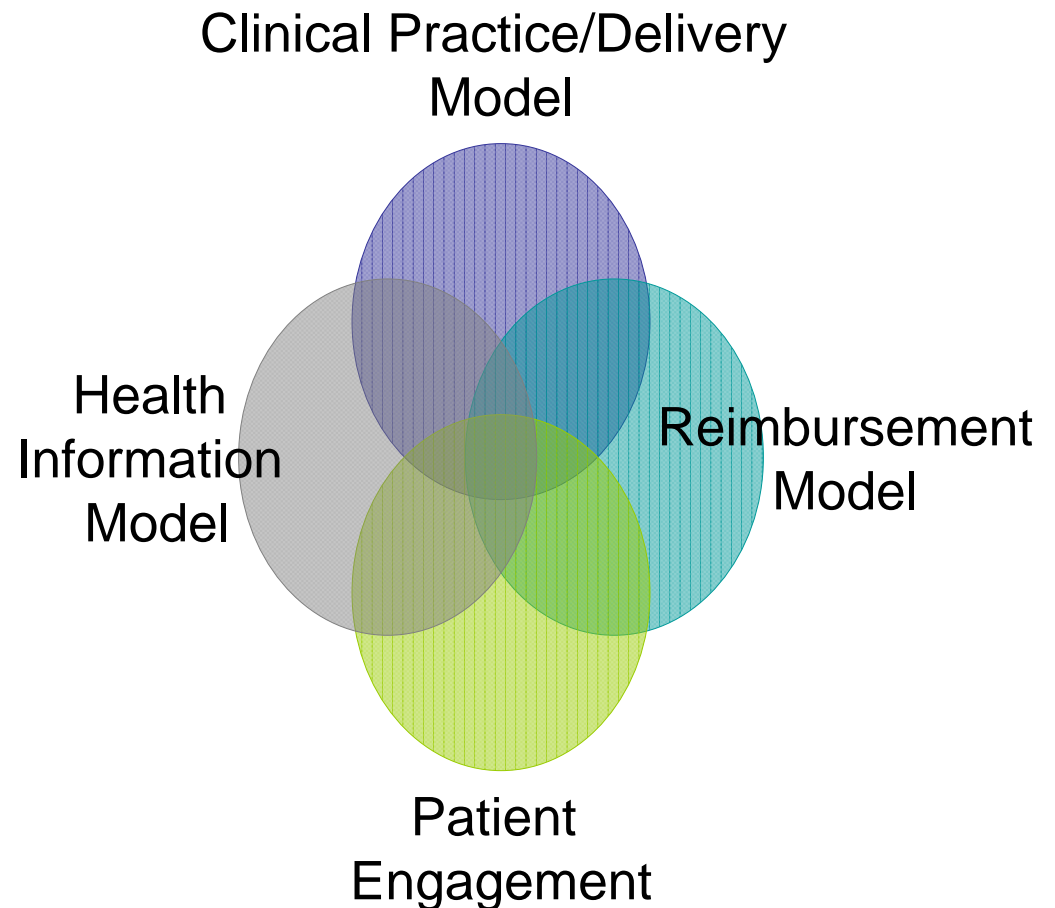 Clinical Practice/Delivery
Model
Health
Information
Model
Reimbursement
Model
Patient
Engagement